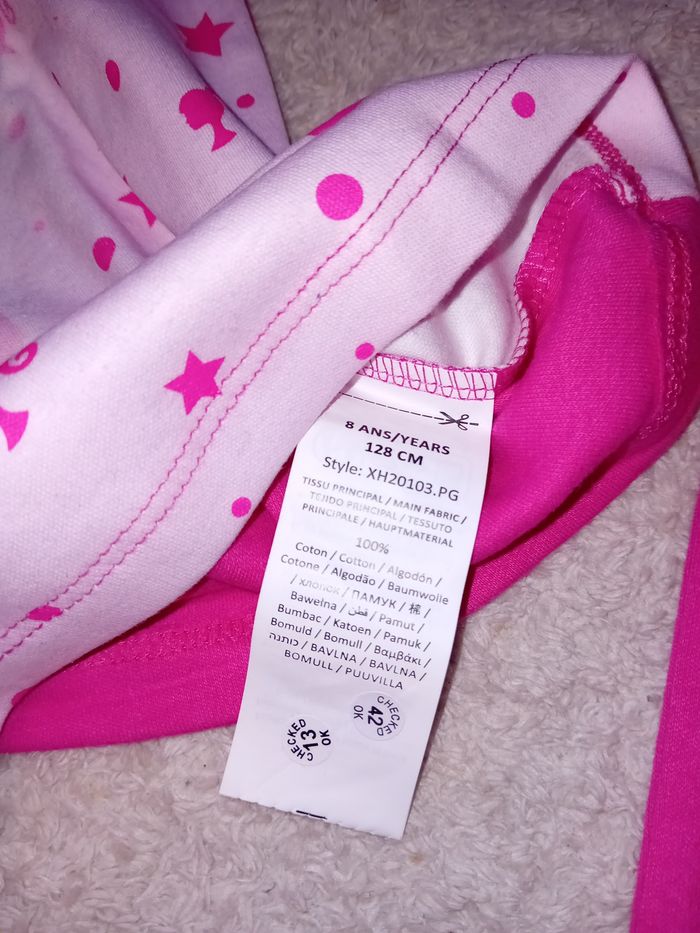 8 ANS/YEARS
128 CM
Style: XH20103.PG
TISSU PRINCIPAL / MAIN FABRIC /
TEJIDO PRINCIPAL / TESSUTO
PRINCIPALE / HAUPTMATERIAL
100%
Coton / Cotton / Algodón /
Cotone / Algodão / Baumwolle
/ хлопок / ПАМУК / 棉 /
Bawełna / قطن / Pamut /
Bumbac / Katoen / Pamuk /
Bomuld / Bomull / Βαμβάκι /
כותנה / BAVLNA / BAVLNA /
BOMULL / PUUVILLA
CHECKED
42
OK
CHECKED
13
OK